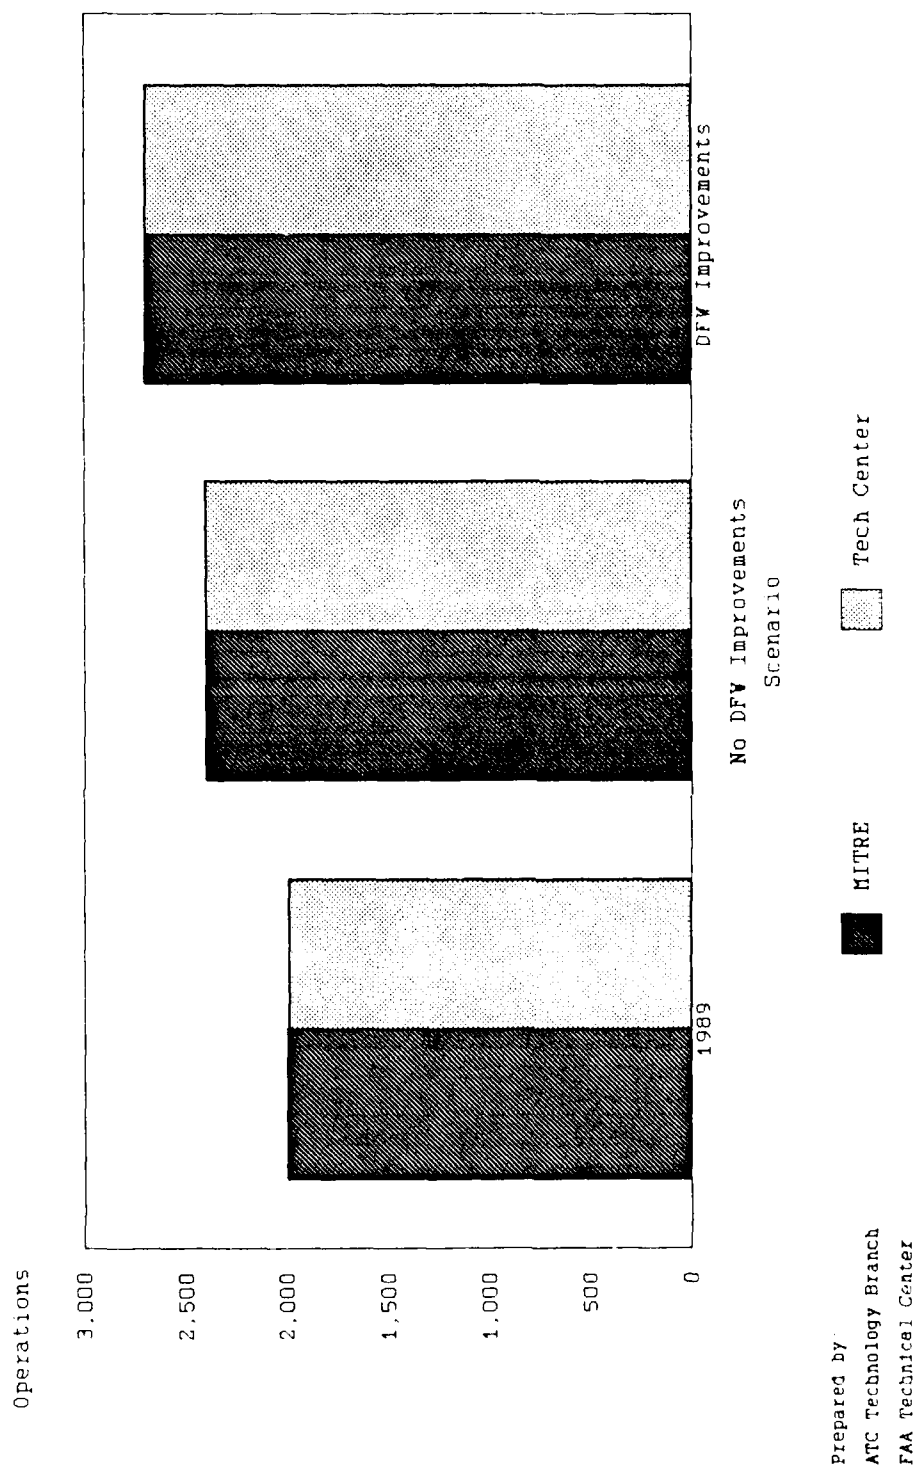 Operations
3,000
2,500
2,000
1,500
1,000
500
0
1989
No DFW Improvements
DFW Improvements
Scenario
MITRE
Tech Center
Prepared by
ATC Technology Branch
FAA Technical Center